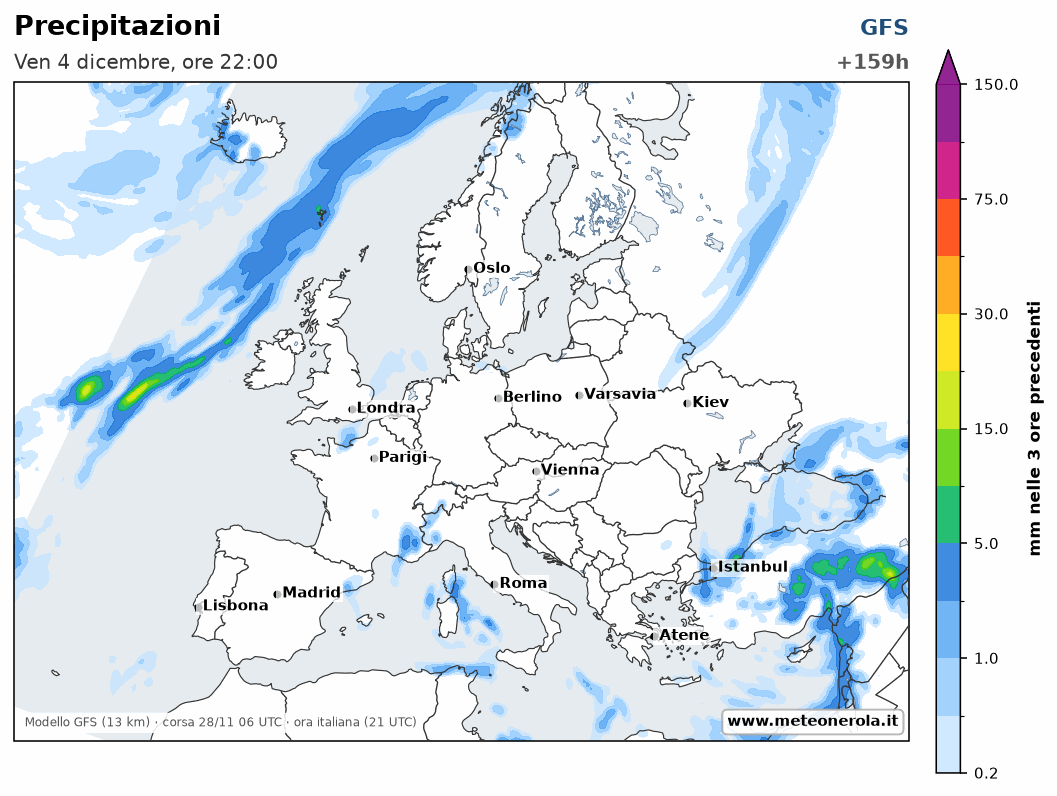 Precipitazioni
GFS
Ven 4 dicembre, ore 22:00
+159h
150.0
75.0
30.0
15.0
5.0
1.0
0.2
mm nelle 3 ore precedenti
Oslo
Berlino
Varsavia
Kiev
Londra
Parigi
Vienna
Istanbul
Roma
Madrid
Lisbona
Atene
Modello GFS (13 km) · corsa 28/11 06 UTC · ora italiana (21 UTC)
www.meteonerola.it